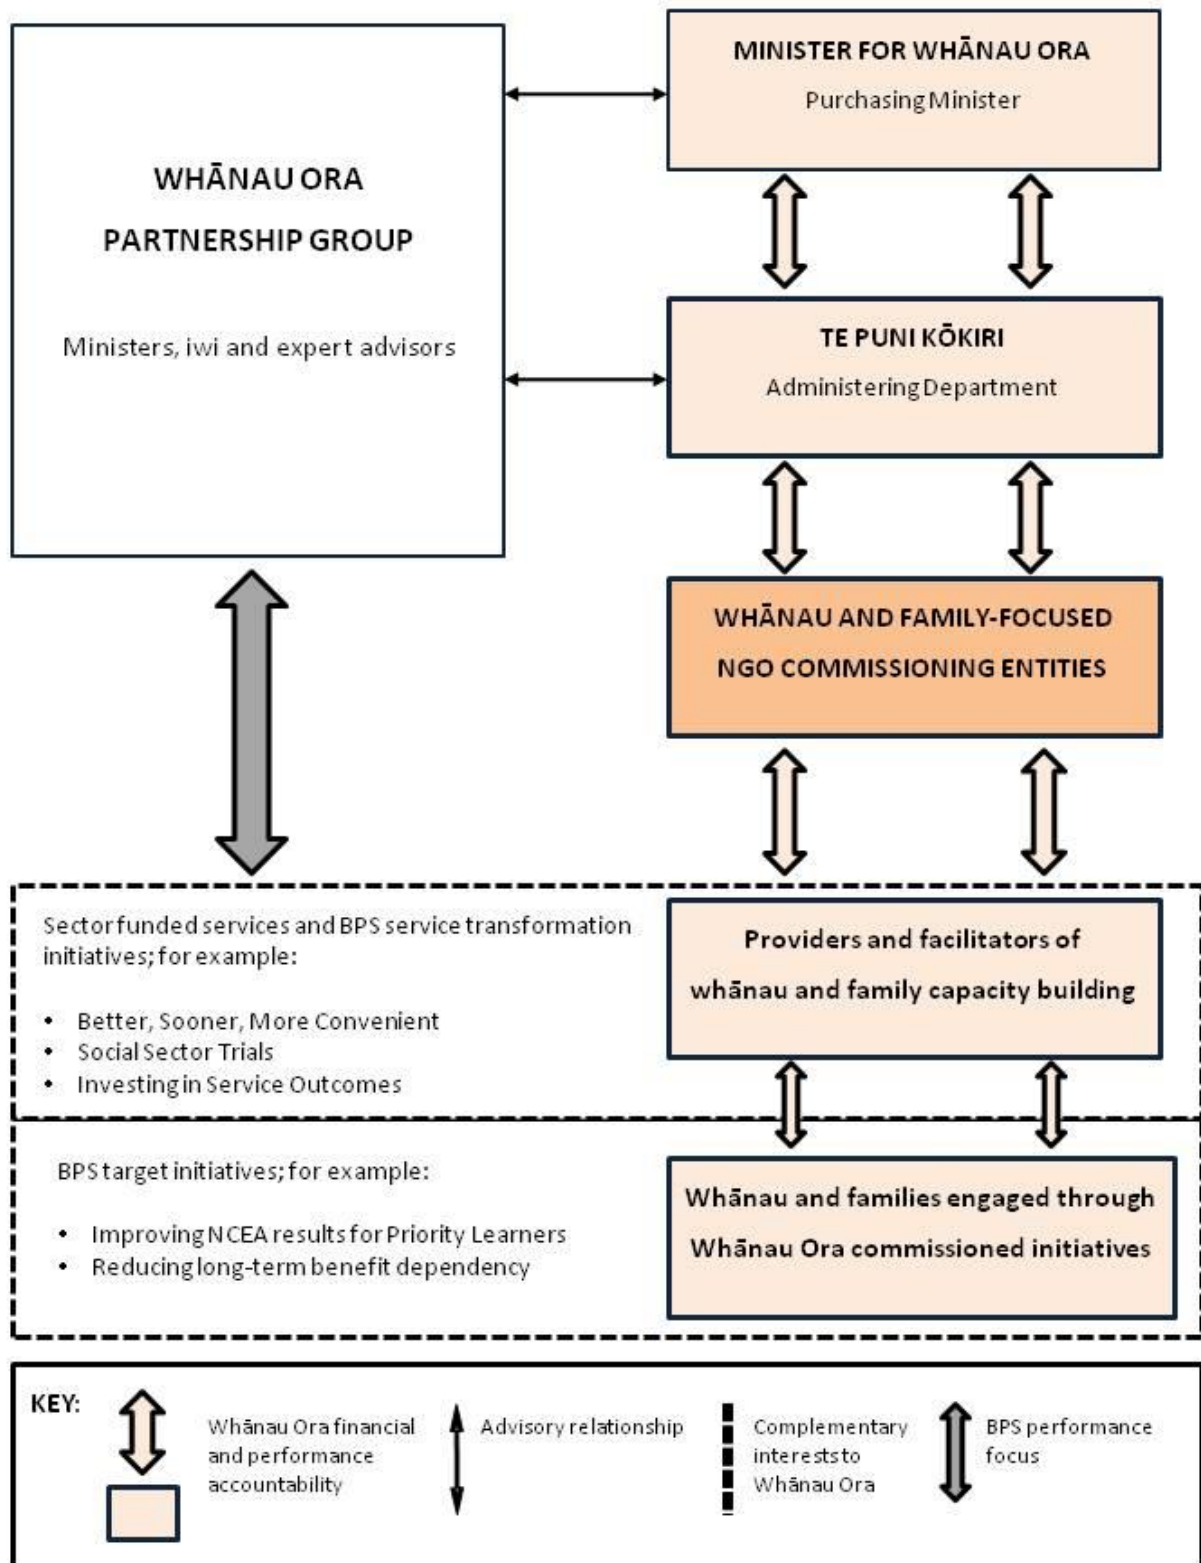 WHĀNAU ORA
PARTNERSHIP GROUP
Ministers, iwi and expert advisors
MINISTER FOR WHĀNAU ORA
Purchasing Minister
TE PUNI KŌKIRI
Administering Department
WHĀNAU AND FAMILY-FOCUSED
NGO COMMISSIONING ENTITIES
Sector funded services and BPS service transformation
initiatives; for example:
• Better, Sooner, More Convenient
• Social Sector Trials
• Investing in Service Outcomes
Providers and facilitators of
whānau and family capacity building
BPS target initiatives; for example:
• Improving NCEA results for Priority Learners
• Reducing long-term benefit dependency
Whānau and families engaged through
Whānau Ora commissioned initiatives
KEY:
Whānau Ora financial
and performance
accountability
Advisory relationship
Complementary
interests to
Whānau Ora
BPS performance
focus